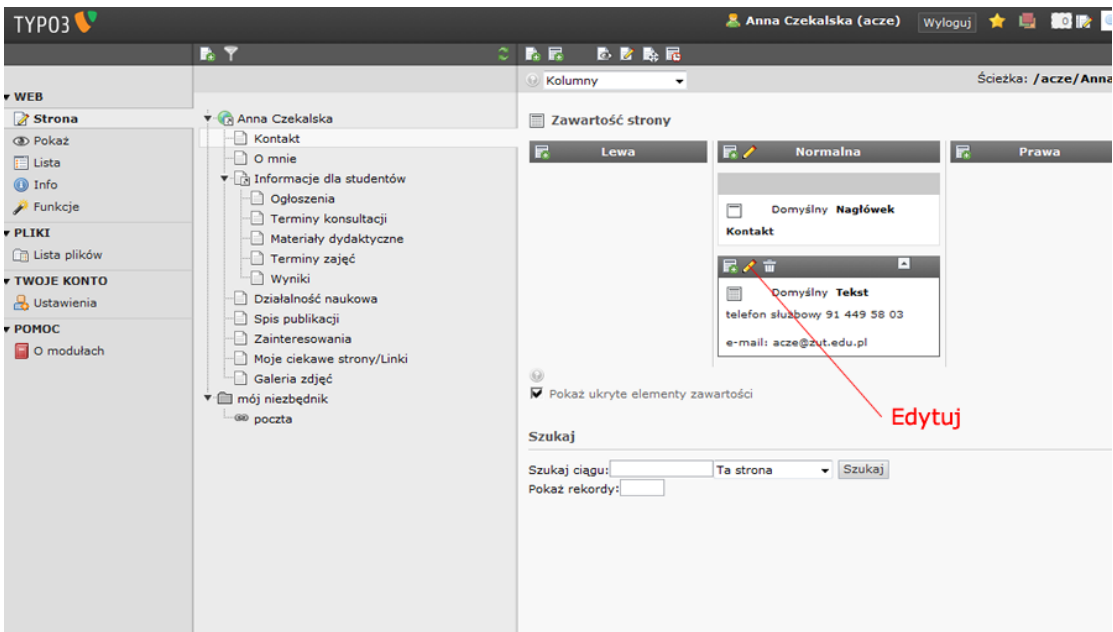 TYPO3
Anna Czekalska (acze) Wyloguj
Kolumny
Ścieżka: /acze/Anna
WEB
Strona
Pokaż
Lista
Info
Funkcje
PLIKI
Lista plików
TWOJE KONTO
Ustawienia
POMOC
O modułach
Anna Czekalska
Kontakt
O mnie
Informacje dla studentów
Ogłoszenia
Terminy konsultacji
Materiały dydaktyczne
Terminy zajęć
Wyniki
Działalność naukowa
Spis publikacji
Zainteresowania
Moje ciekawe strony/Linki
Galeria zdjęć
mój niezbędnik
poczta
Zawartość strony
Lewa
Normalna
Prawa
Domyślny Nagłówek
Kontakt
Domyślny Tekst
telefon służbowy 91 449 58 03
e-mail: acze@zut.edu.pl
Pokaż ukryte elementy zawartości
Edytuj
Szukaj
Szukaj ciągu: Ta strona Szukaj
Pokaż rekordy: